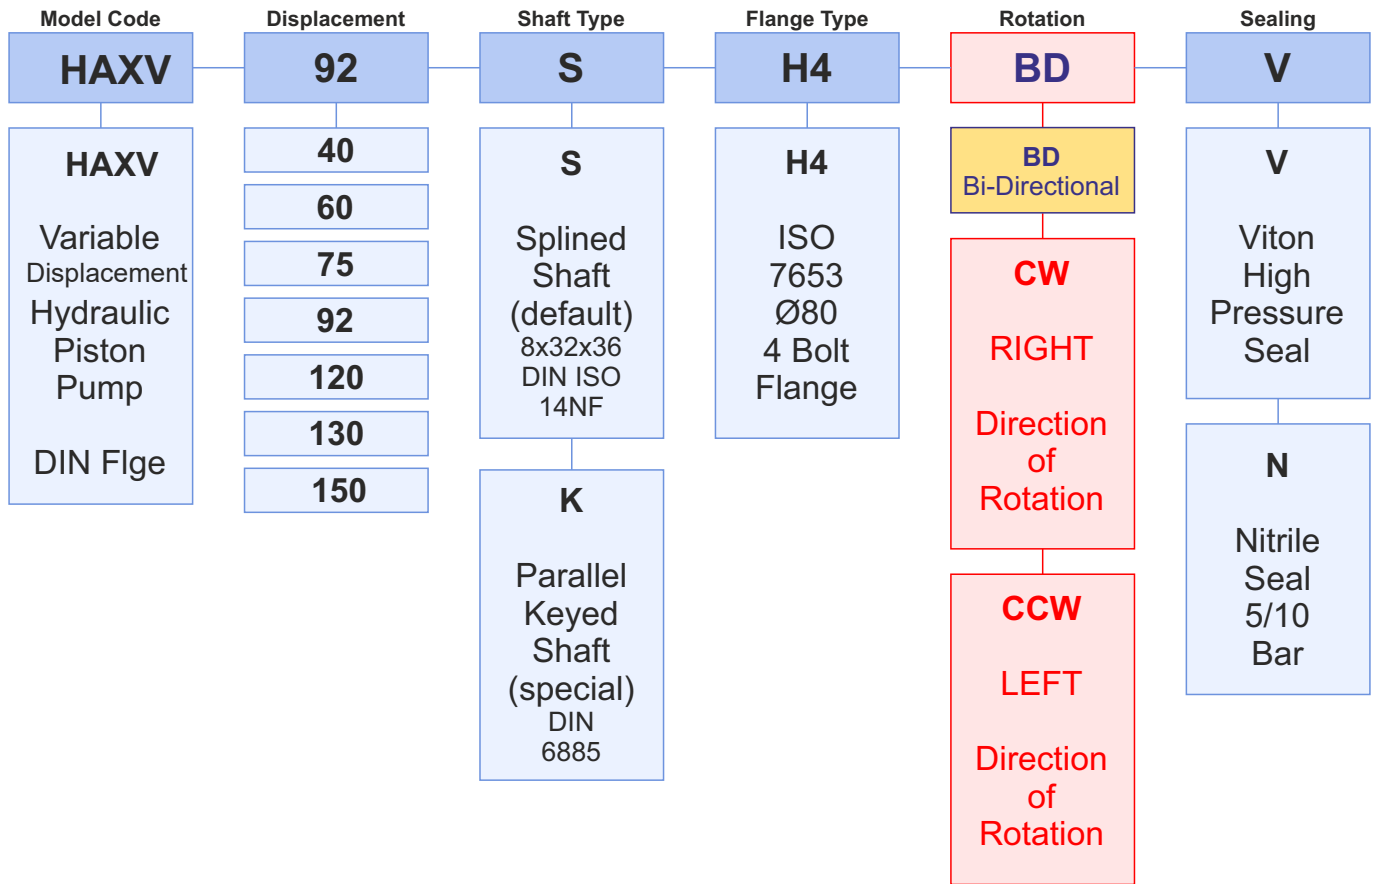 Model Code
Displacement
Shaft Type
Flange Type
Rotation
Sealing
HAXV
92
S
H4
BD
V
HAXV
Variable
Displacement
Hydraulic
Piston
Pump
DIN Flge
40
60
75
92
120
130
150
S
Splined
Shaft
(default)
8x32x36
DIN ISO
14NF
K
Parallel
Keyed
Shaft
(special)
DIN
6885
H4
ISO
7653
Ø80
4 Bolt
Flange
BD
Bi-Directional
CW
RIGHT
Direction
of
Rotation
CCW
LEFT
Direction
of
Rotation
V
Viton
High
Pressure
Seal
N
Nitrile
Seal
5/10
Bar